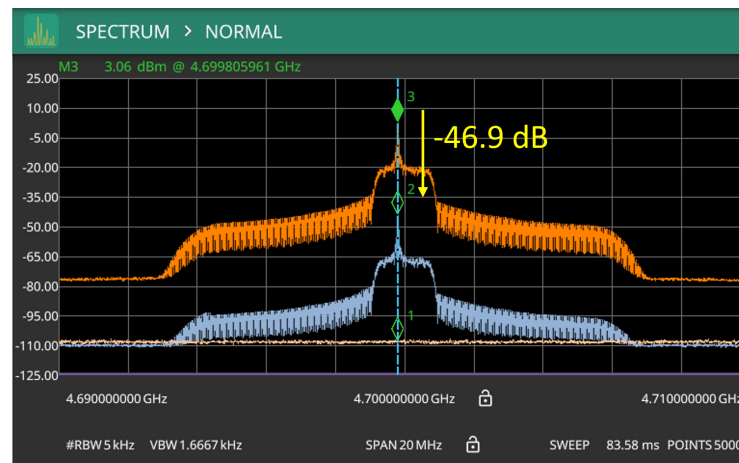 SPECTRUM > NORMAL
M3 3.06 dBm @ 4.699805961 GHz
25.00
10.00
-5.00
-20.00
-35.00
-50.00
-65.00
-80.00
-95.00
-110.00
-125.00
3
-46.9 dB
2
1
4.690000000 GHz 4.700000000 GHz 4.710000000 GHz
#RBW 5 kHz VBW 1.6667 kHz SPAN 20 MHz SWEEP 83.58 ms POINTS 5000